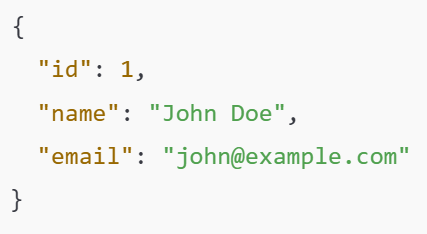 {
  "id": 1,
  "name": "John Doe",
  "email": "john@example.com"
}